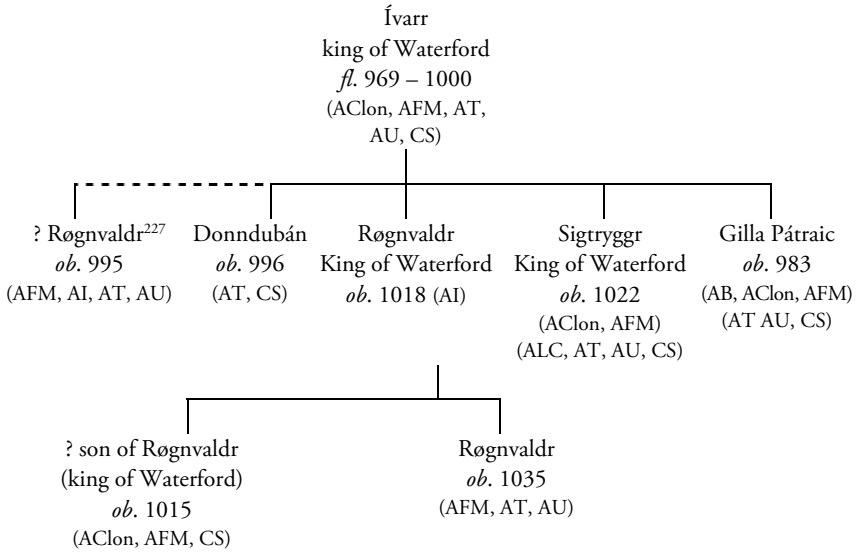 Ívarr
king of Waterford
fl. 969 – 1000
(AClon, AFM, AT,
AU, CS)
? Røgnvaldr227
ob. 995
(AFM, AI, AT, AU)
Donndubán
ob. 996
(AT, CS)
Røgnvaldr
King of Waterford
ob. 1018 (AI)
Sigtryggr
King of Waterford
ob. 1022
(AClon, AFM)
(ALC, AT, AU, CS)
Gilla Pátraic
ob. 983
(AB, AClon, AFM)
(AT AU, CS)
? son of Røgnvaldr
(king of Waterford)
ob. 1015
(AClon, AFM, CS)
Røgnvaldr
ob. 1035
(AFM, AT, AU)